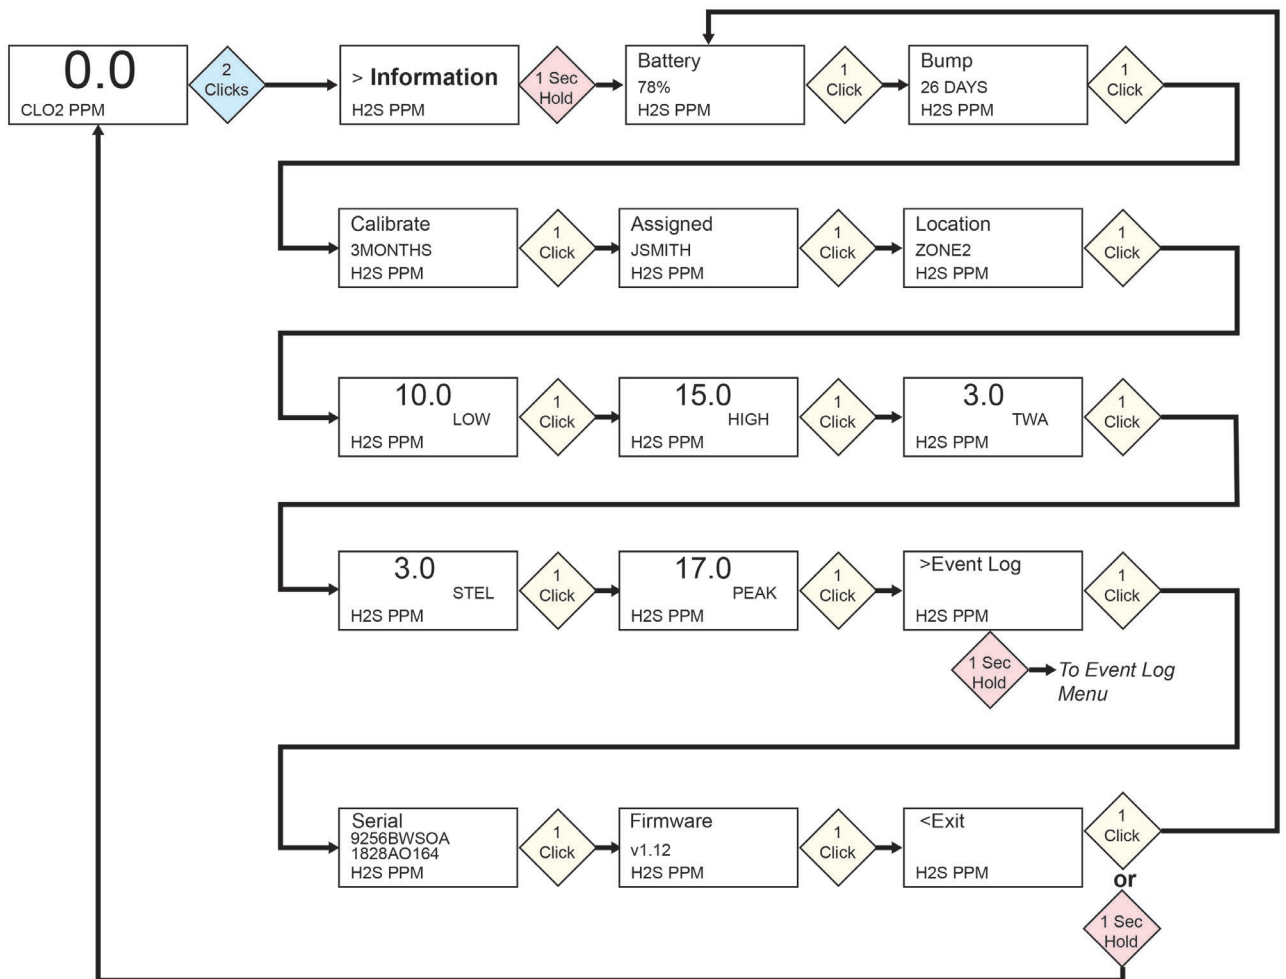 0.0
CLO2 PPM
2
Clicks
> Information
H2S PPM
1 Sec
Hold
Battery
78%
H2S PPM
1
Click
Bump
26 DAYS
H2S PPM
1
Click
Calibrate
3MONTHS
H2S PPM
1
Click
Assigned
JSMITH
H2S PPM
1
Click
Location
ZONE2
H2S PPM
1
Click
10.0
LOW
H2S PPM
1
Click
15.0
HIGH
H2S PPM
1
Click
3.0
TWA
H2S PPM
1
Click
3.0
STEL
H2S PPM
1
Click
17.0
PEAK
H2S PPM
1
Click
>Event Log
H2S PPM
1
Click
1 Sec
Hold
To Event Log
Menu
Serial
9256BWSOA
1828AO164
H2S PPM
1
Click
Firmware
v1.12
H2S PPM
1
Click
<Exit
H2S PPM
1
Click
or
1 Sec
Hold